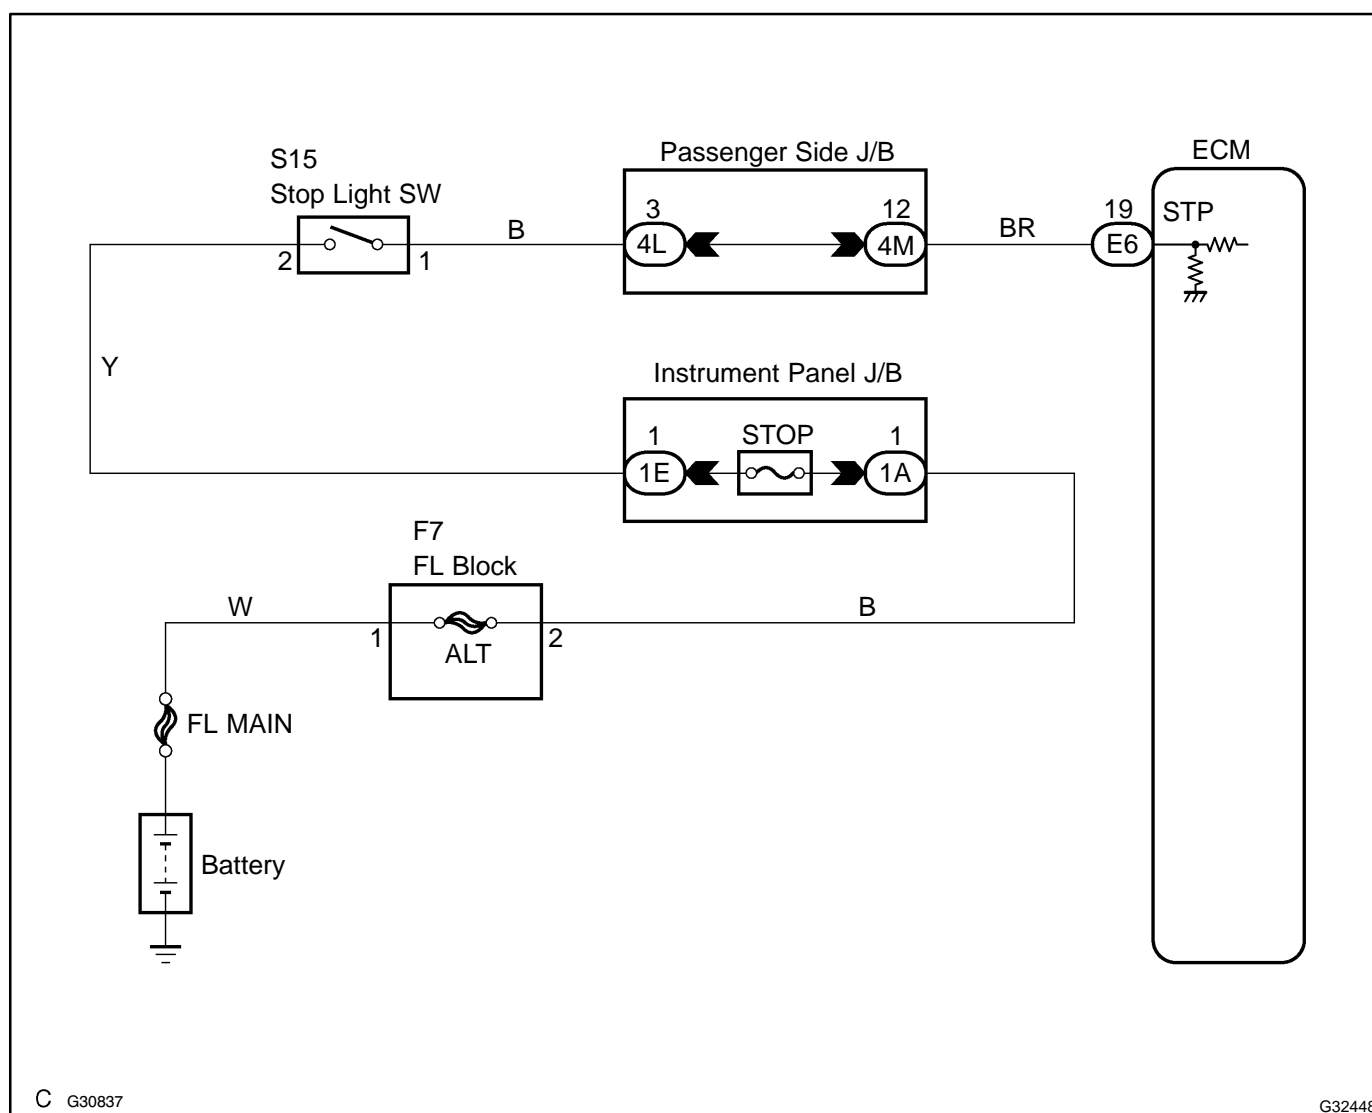 S15
Stop Light SW
2
1
B
Passenger Side J/B
3
4L
12
4M
BR
19
E6
ECM
STP
Y
Instrument Panel J/B
1
1E
STOP
1
1A
F7
FL Block
W
1
ALT
2
B
FL MAIN
Battery
C G30837
G32448